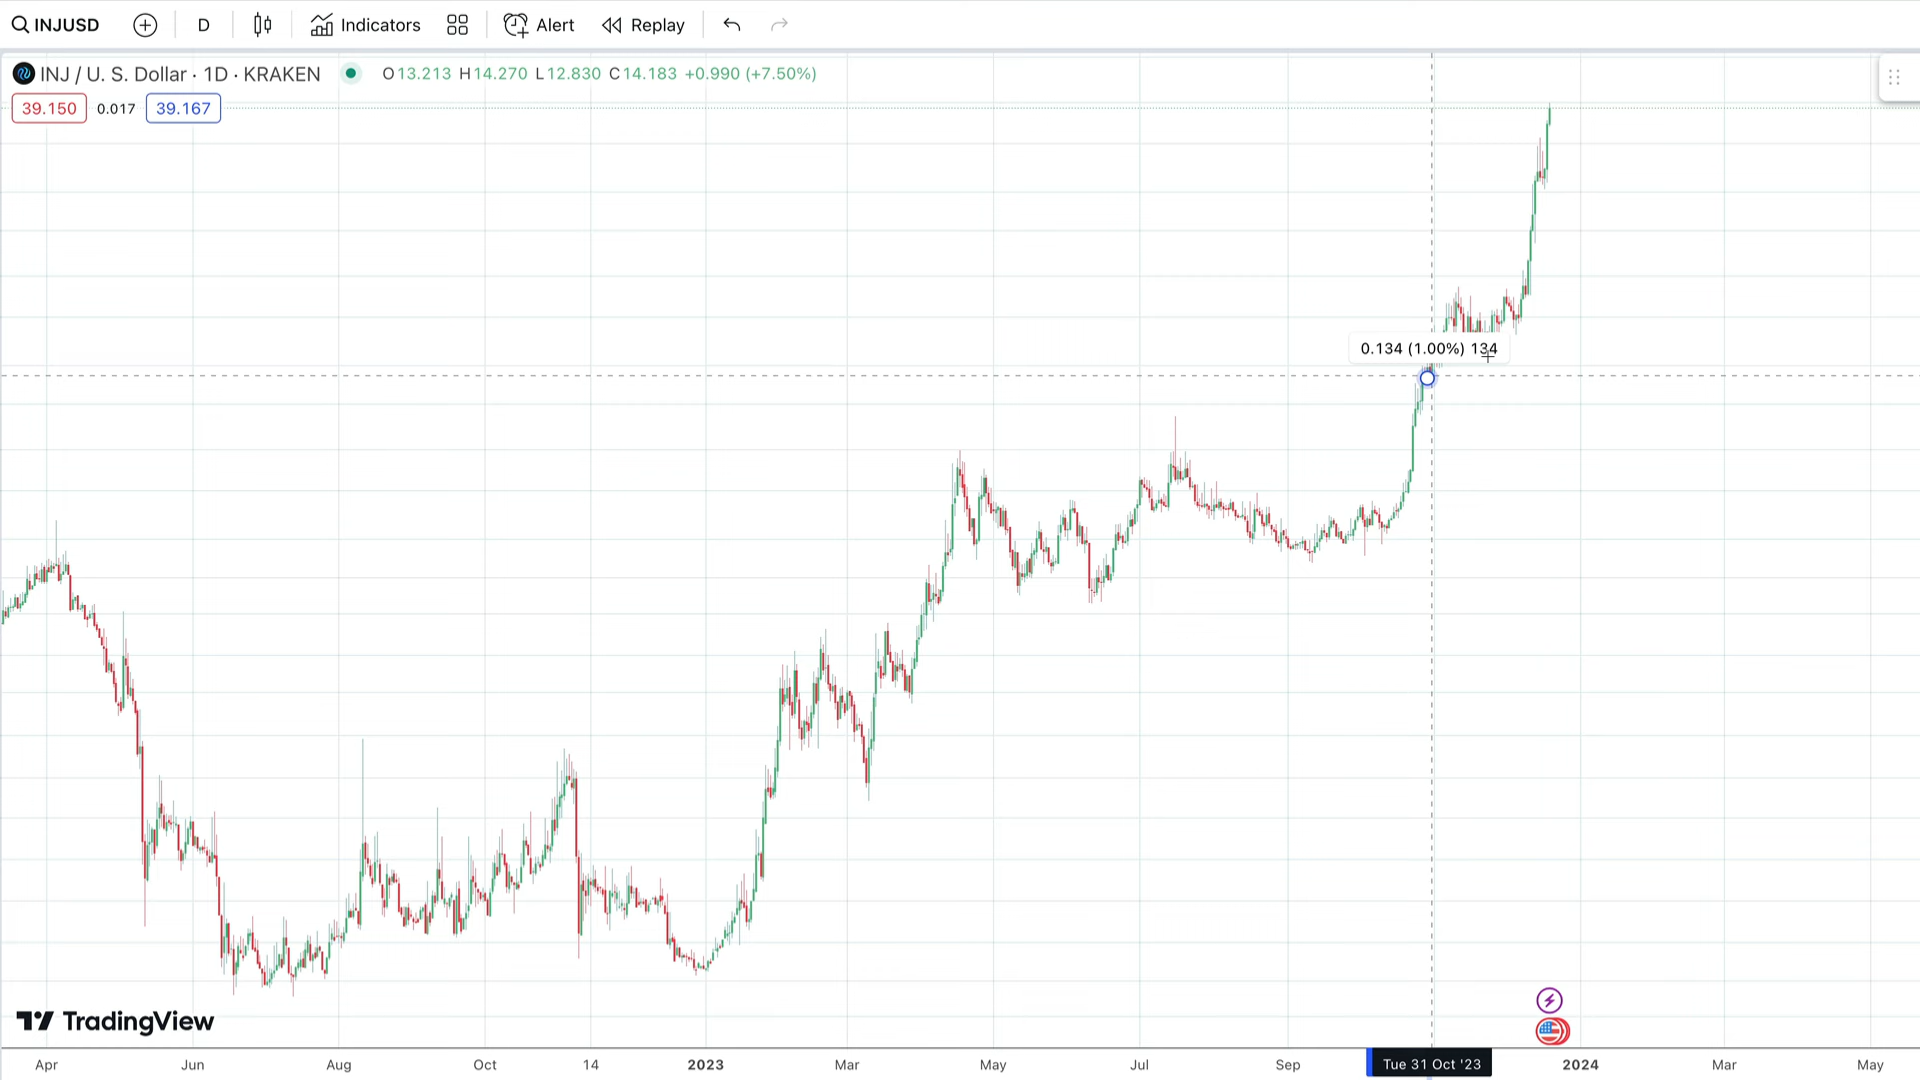 INJUSD D Indicators Alert Replay
INJ / U. S. Dollar · 1D · KRAKEN O13.213 H14.270 L12.830 C14.183 +0.990 (+7.50%)
39.150 0.017 39.167
0.134 (1.00%) 134
TradingView
Apr Jun Aug Oct 14 2023 Mar May Jul Sep Tue 31 Oct '23 2024 Mar May